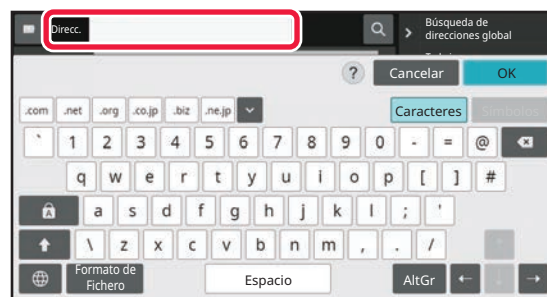 Direcc.
Búsqueda de
direcciones global
? Cancelar OK
.com .net .org .co.jp .biz .ne.jp Caracteres Símbolos
` 1 2 3 4 5 6 7 8 9 0 - = @
q w e r t y u i o p [ ] #
A a s d f g h j k l ; '
\ z x c v b n m , . /
Formato de
Fichero
Espacio AltGr